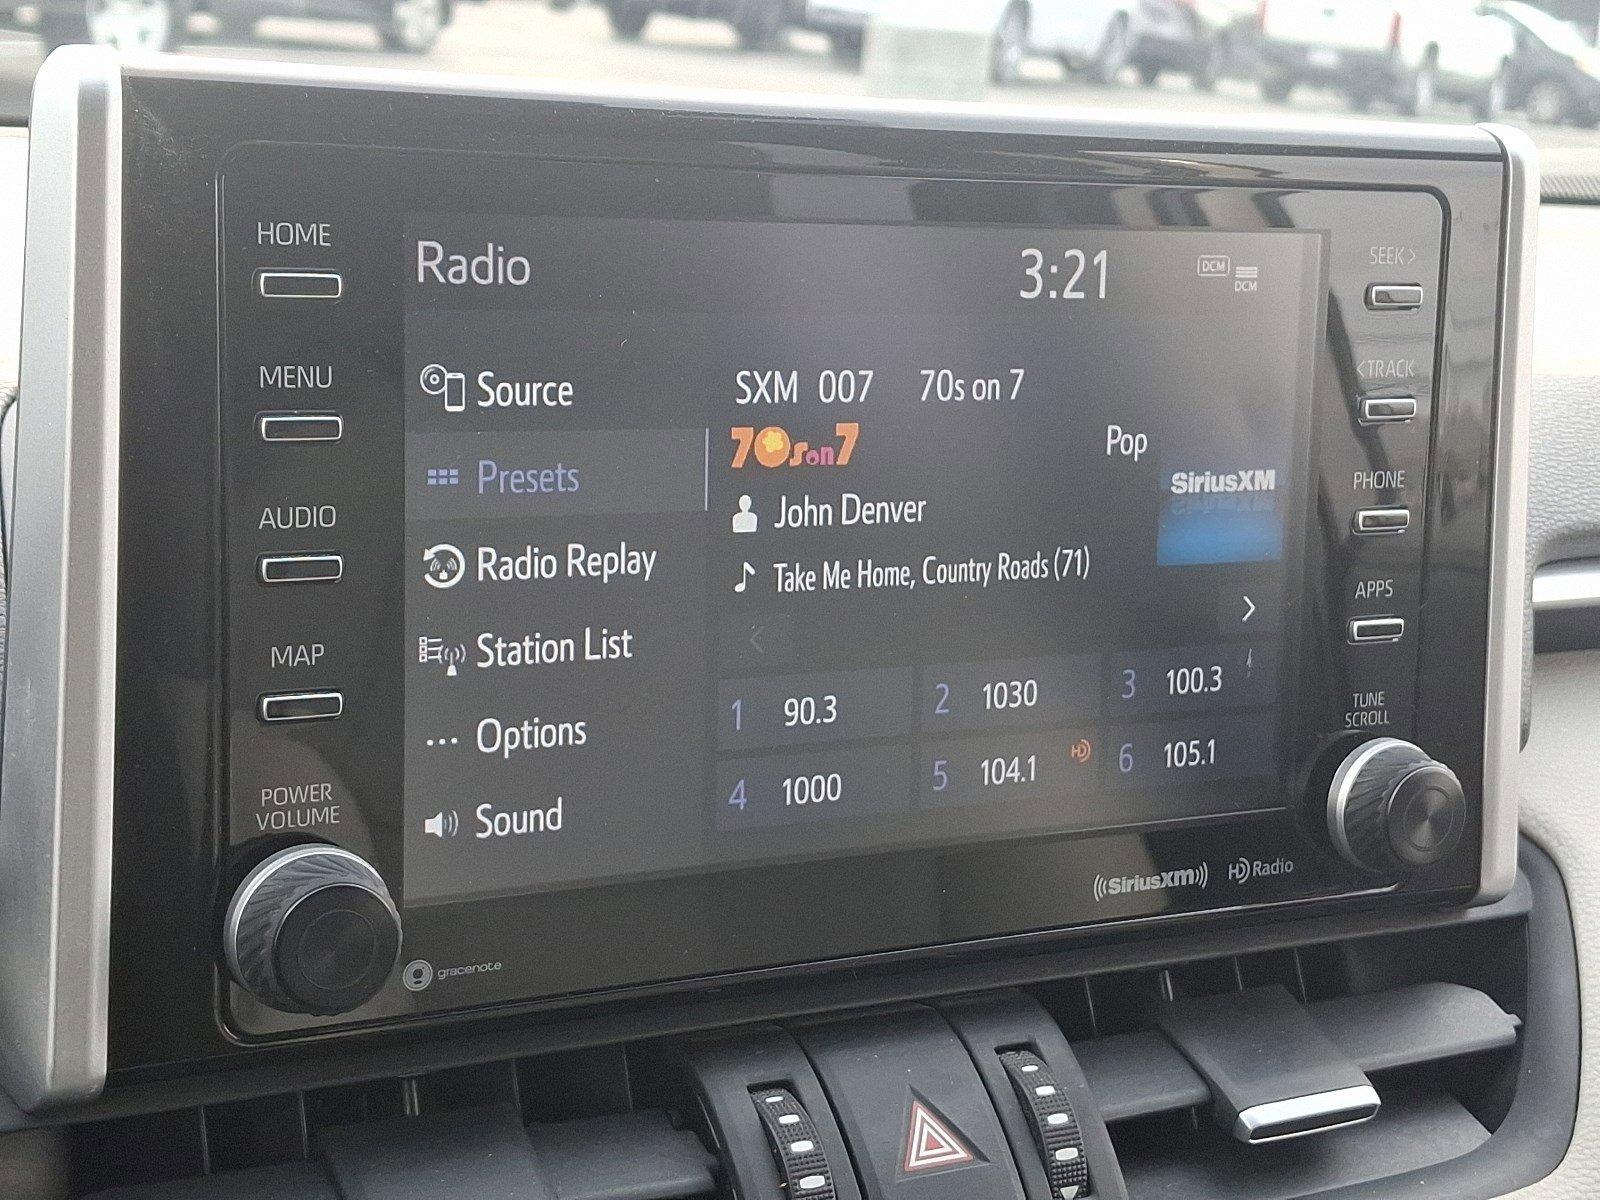 HOME
MENU
AUDIO
MAP
POWER
VOLUME
Radio
3:21
DCM
DCM
Source
Presets
Radio Replay
Station List
Options
Sound
SXM 007 70s on 7
70s on 7
Pop
SiriusXM
John Denver
Take Me Home, Country Roads (71)
1 90.3
2 1030
3 100.3
4 1000
5 104.1 HD
6 105.1
SEEK >
< TRACK
PHONE
APPS
TUNE
SCROLL
gracenote
((SiriusXM))
HD Radio